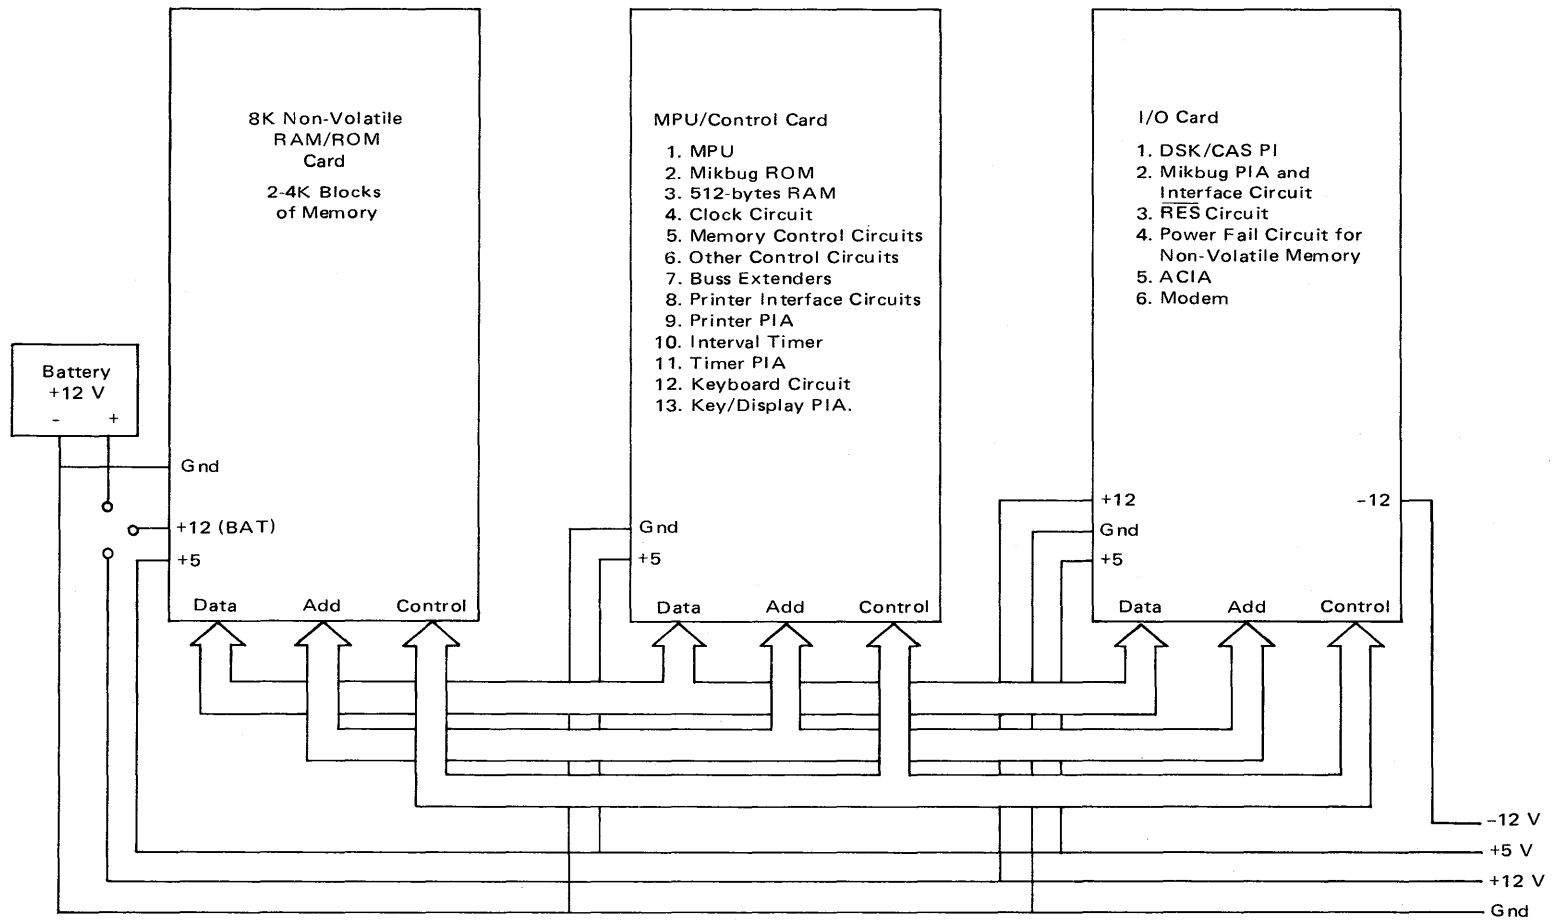 8K Non-Volatile
RAM/ROM
Card
2-4K Blocks
of Memory
Battery
+12 V
- +
Gnd
+12 (BAT)
+5
Data Add Control
MPU/Control Card
1. MPU
2. Mikbug ROM
3. 512-bytes RAM
4. Clock Circuit
5. Memory Control Circuits
6. Other Control Circuits
7. Buss Extenders
8. Printer Interface Circuits
9. Printer PIA
10. Interval Timer
11. Timer PIA
12. Keyboard Circuit
13. Key/Display PIA.
Gnd
+5
Data Add Control
I/O Card
1. DSK/CAS PI
2. Mikbug PIA and
Interface Circuit
3. R̅E̅S̅ Circuit
4. Power Fail Circuit for
Non-Volatile Memory
5. ACIA
6. Modem
+12 -12
Gnd
+5
Data Add Control
-12 V
+5 V
+12 V
Gnd